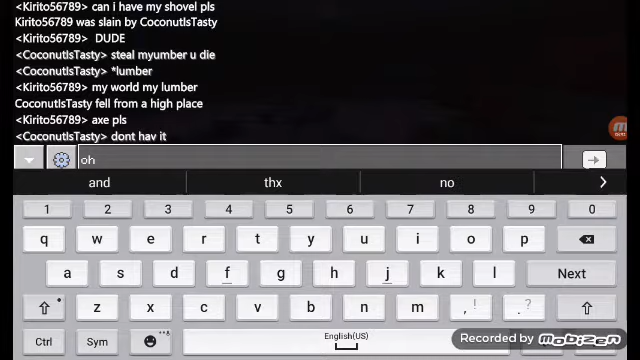 <Kirito56789> can i have my shovel pls
Kirito56789 was slain by CoconutIsTasty
<Kirito56789>  DUDE
<CoconutIsTasty> steal myumber u die
<CoconutIsTasty> *lumber
<Kirito56789> my world my lumber
CoconutIsTasty fell from a high place
<Kirito56789> axe pls
<CoconutIsTasty> dont hav it
oh
and thx no
1 2 3 4 5 6 7 8 9 0
q w e r t y u i o p
a s d f g h j k l Next
z x c v b n m , ! . ?
Ctrl Sym English(US)
Recorded by MOBIZEN